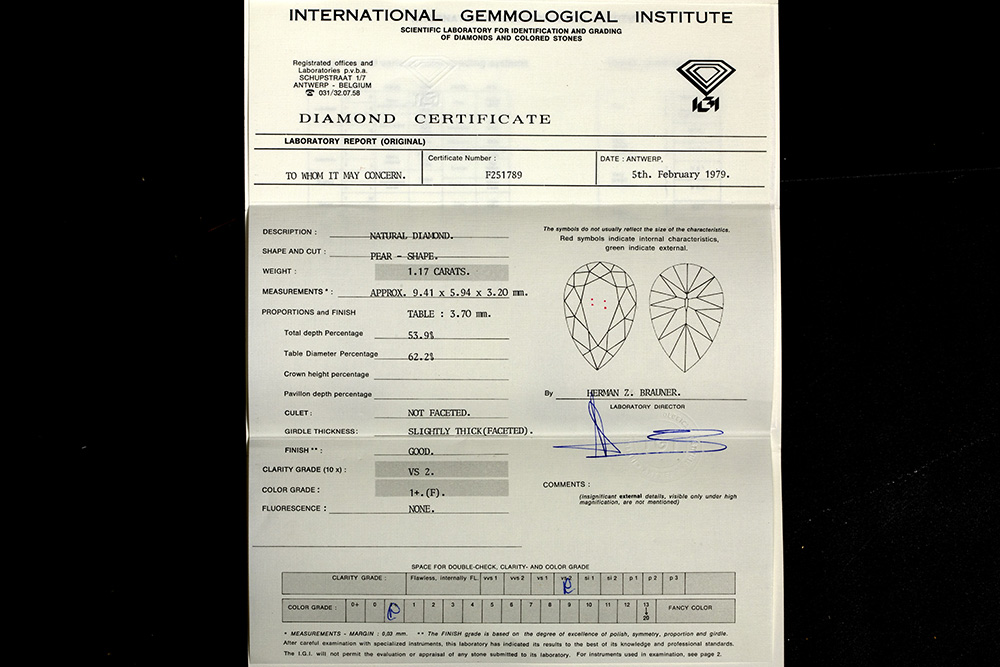 INTERNATIONAL GEMMOLOGICAL INSTITUTE
SCIENTIFIC LABORATORY FOR IDENTIFICATION AND GRADING
OF DIAMONDS AND COLORED STONES
Registered offices and
Laboratories p.v.b.a.
SCHUPSTRAAT 1/7
ANTWERP - BELGIUM
☎ 031/32.07.58
IGI
DIAMOND CERTIFICATE
LABORATORY REPORT (ORIGINAL)
TO WHOM IT MAY CONCERN.
Certificate Number :
F251789
DATE : ANTWERP,
5th. February 1979.
DESCRIPTION : NATURAL DIAMOND.
SHAPE AND CUT : PEAR - SHAPE.
WEIGHT : 1.17 CARATS.
MEASUREMENTS * : APPROX. 9.41 x 5.94 x 3.20 mm.
PROPORTIONS and FINISH TABLE : 3.70 mm.
Total depth Percentage 53.9%
Table Diameter Percentage 62.2%
Crown height percentage
Pavillon depth percentage
CULET : NOT FACETED.
GIRDLE THICKNESS: SLIGHTLY THICK(FACETED).
FINISH ** : GOOD.
CLARITY GRADE (10 x) : VS 2.
COLOR GRADE : 1+.(F).
FLUORESCENCE : NONE.
The symbols do not usually reflect the size of the characteristics.
Red symbols indicate internal characteristics,
green indicate external.
By HERMAN Z. BRAUNER.
LABORATORY DIRECTOR
COMMENTS :
(insignificant external details, visible only under high
magnification, are not mentioned)
SPACE FOR DOUBLE-CHECK, CLARITY- AND COLOR GRADE
CLARITY GRADE : Flawless, internally FL. vvs 1 vvs 2 vs 1 vs 2 si 1 si 2 p 1 p 2 p 3
COLOR GRADE : 0+ 0 1 2 3 4 5 6 7 8 9 10 11 12 13 ↓ 20 FANCY COLOR
* MEASUREMENTS - MARGIN : 0,03 mm. ** The FINISH grade is based on the degree of excellence of polish, symmetry, proportion and girdle.
After careful examination with specialized instruments, this laboratory has indicated its results to the best of its knowledge and professional standards.
The I.G.I. will not permit the evaluation or appraisal of any stone submitted to its laboratory. For instruments used in examination, see page 2.